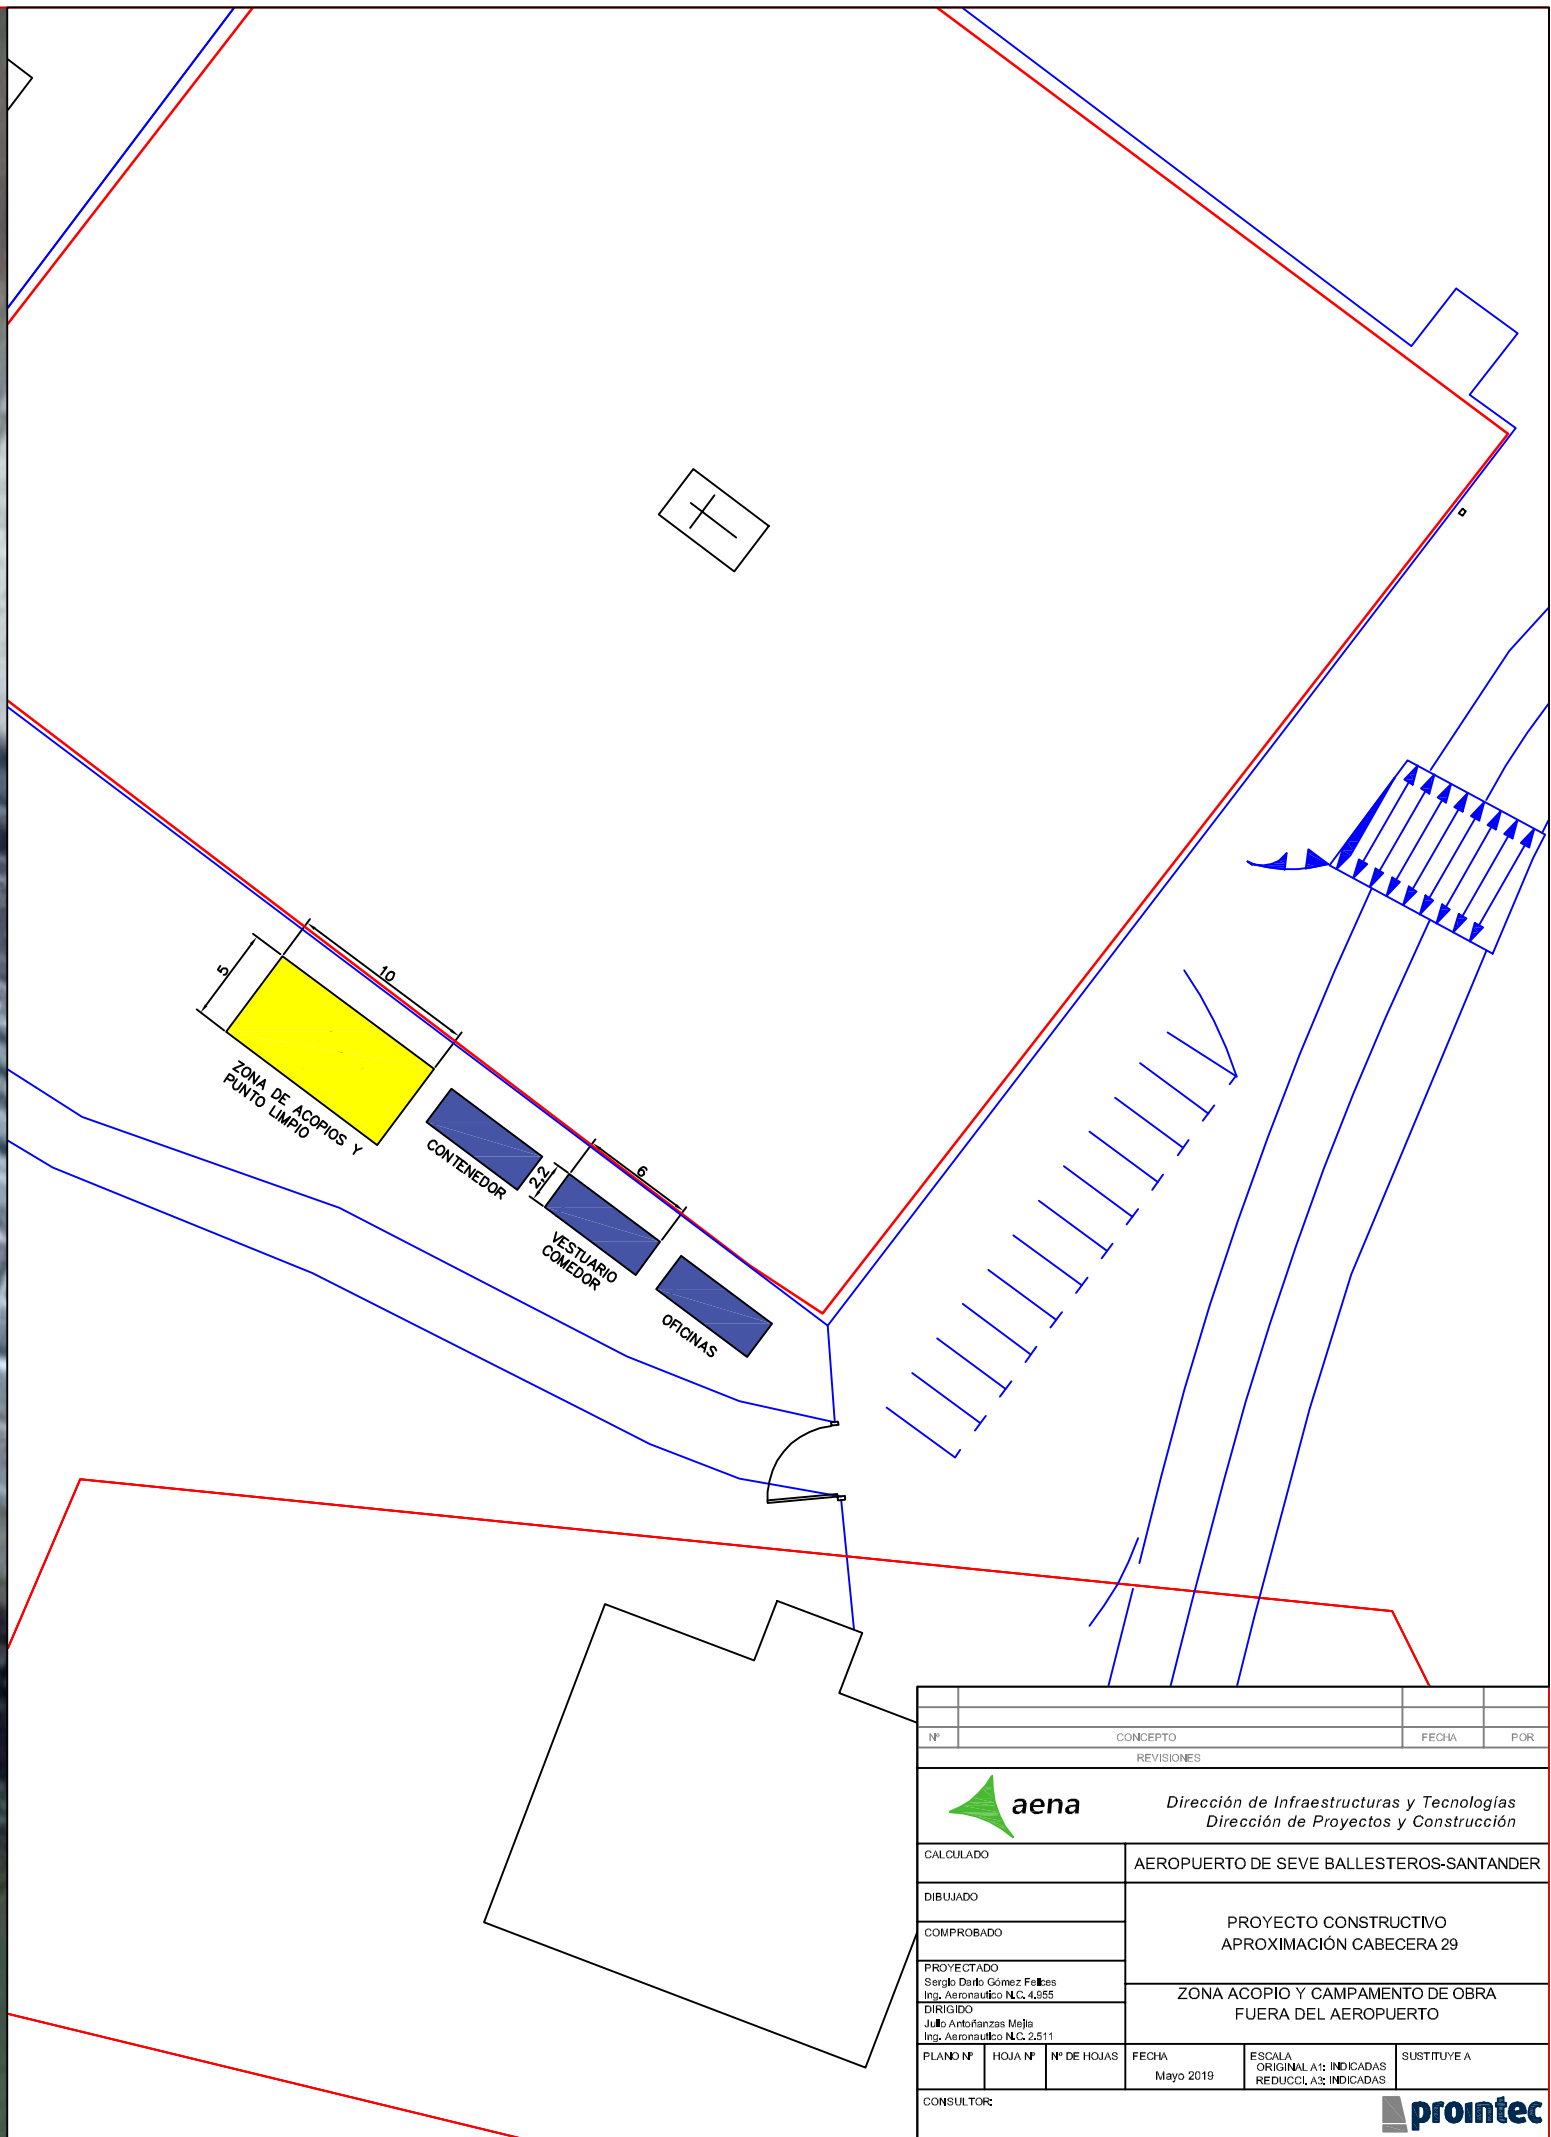 5
10
ZONA DE ACOPIOS Y
PUNTO LIMPIO
CONTENEDOR
2,2
6
VESTUARIO
COMEDOR
OFICINAS
Nº
CONCEPTO
FECHA
POR
REVISIONES
aena
Dirección de Infraestructuras y Tecnologías
Dirección de Proyectos y Construcción
CALCULADO
AEROPUERTO DE SEVE BALLESTEROS-SANTANDER
DIBUJADO
COMPROBADO
PROYECTO CONSTRUCTIVO
APROXIMACIÓN CABECERA 29
PROYECTADO
Sergio Darío Gómez Felices
Ing. Aeronautico N.C. 4.955
DIRIGIDO
Julio Antoñanzas Mejía
Ing. Aeronautico N.C. 2.511
ZONA ACOPIO Y CAMPAMENTO DE OBRA
FUERA DEL AEROPUERTO
PLANO Nº
HOJA Nº
Nº DE HOJAS
FECHA
Mayo 2019
ESCALA
ORIGINAL A1: INDICADAS
REDUCCI. A3: INDICADAS
SUSTITUYE A
CONSULTOR:
prointec